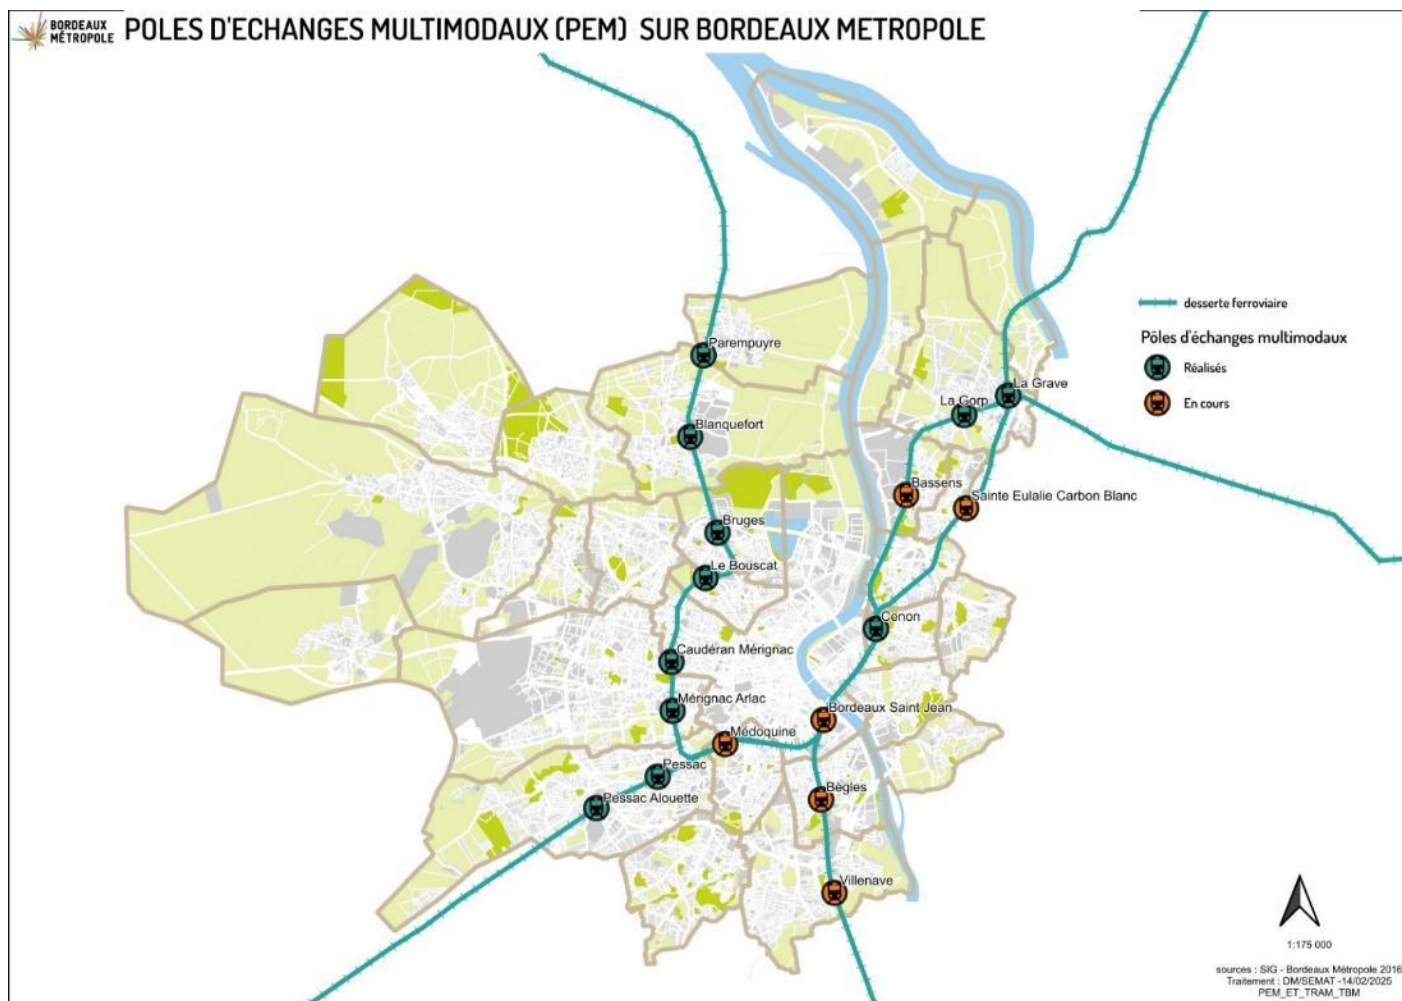 BORDEAUX
MÉTROPOLE
POLES D'ECHANGES MULTIMODAUX (PEM) SUR BORDEAUX METROPOLE
desserte ferroviaire
Pôles d'échanges multimodaux
Réalisés
En cours
Parempuyre
La Grave
La Gorp
Blanquefort
Bassens
Sainte Eulalie Carbon Blanc
Bruges
Le Bouscat
Cenon
Caudéran Mérignac
Mérignac Arlac
Bordeaux Saint Jean
Médoquine
Pessac
Bègles
Pessac Alouette
Villenave
1:175 000
sources : SIG - Bordeaux Métropole 2016
Traitement : DM/SEMAT -14/02/2025
PEM_ET_TRAM_TBM